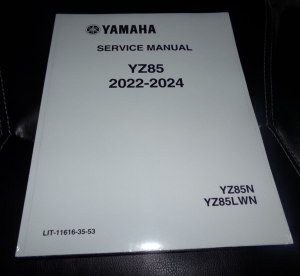 YAMAHA
SERVICE MANUAL
YZ85
2022-2024
YZ85N
YZ85LWN
LIT-11616-35-53